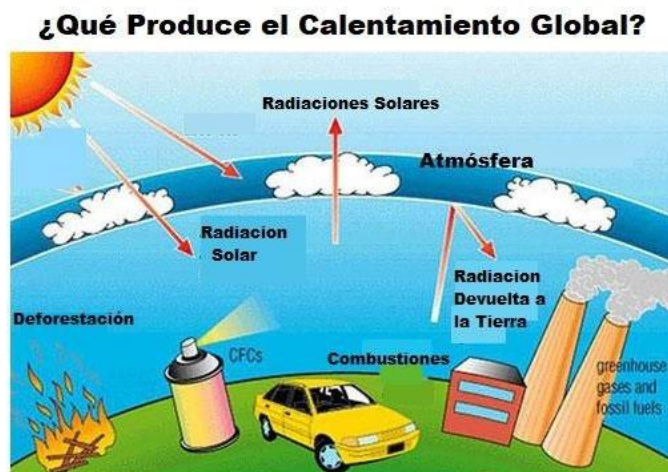 ¿Qué Produce el Calentamiento Global?
Radiaciones Solares
Atmósfera
Radiacion
Solar
Radiacion
Devuelta a
la Tierra
Deforestación
CFCs
Combustiones
greenhouse
gases and
fossil fuels